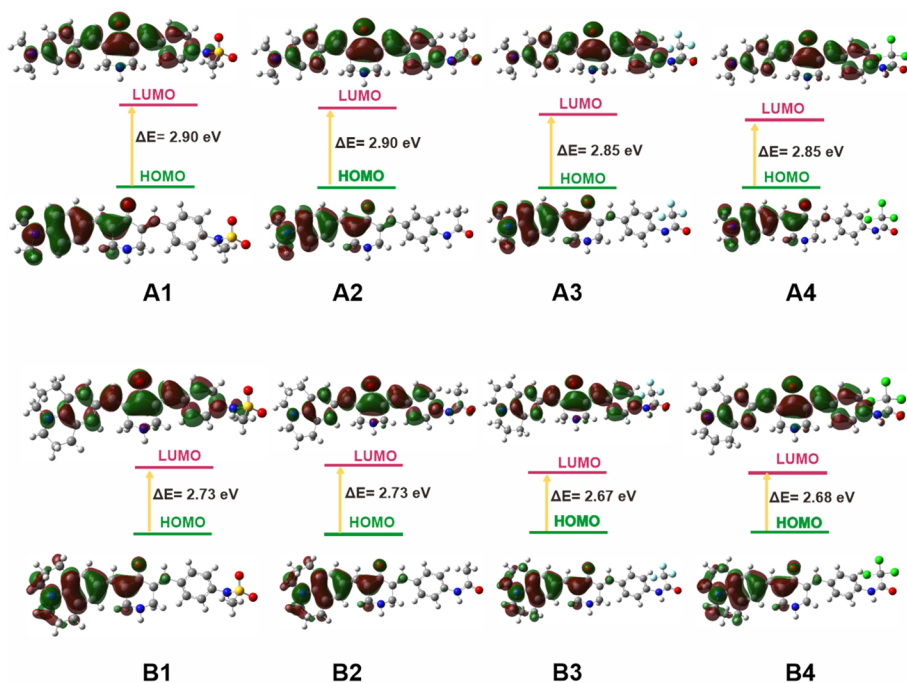 LUMO
ΔE= 2.90 eV
HOMO
A1
LUMO
ΔE= 2.90 eV
HOMO
A2
LUMO
ΔE= 2.85 eV
HOMO
A3
LUMO
ΔE= 2.85 eV
HOMO
A4
LUMO
ΔE= 2.73 eV
HOMO
B1
LUMO
ΔE= 2.73 eV
HOMO
B2
LUMO
ΔE= 2.67 eV
HOMO
B3
LUMO
ΔE= 2.68 eV
HOMO
B4